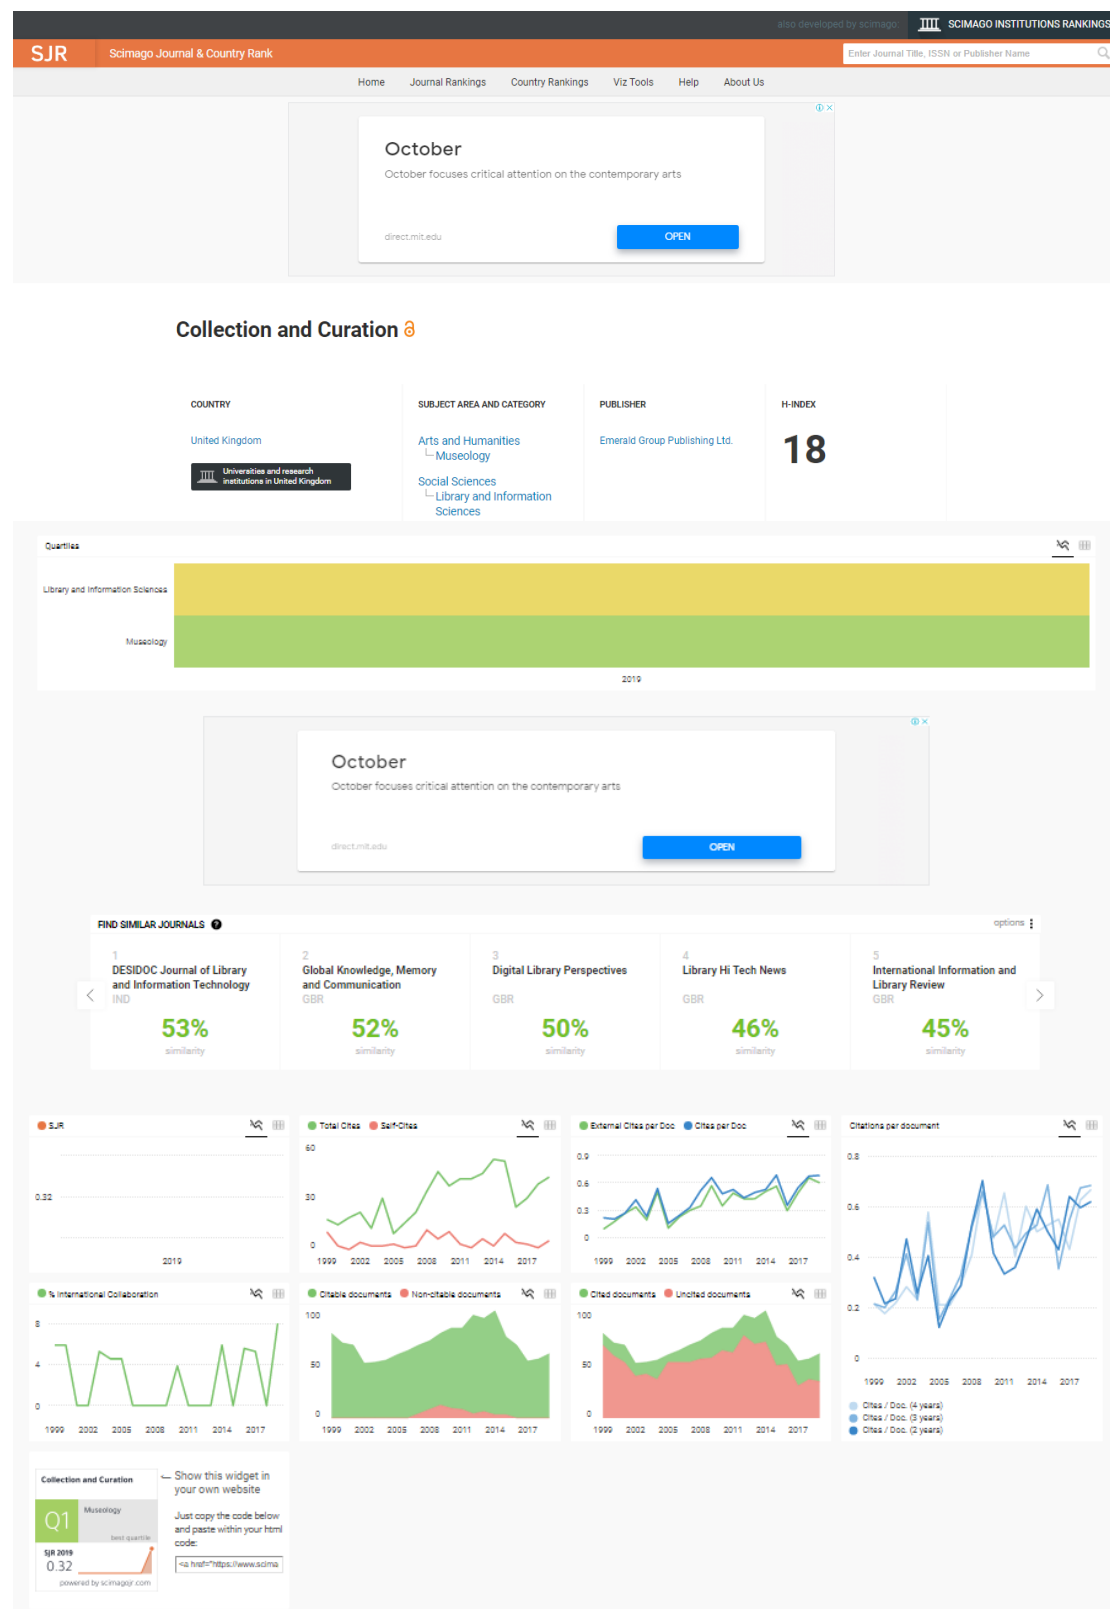 also developed by scimago: SCIMAGO INSTITUTIONS RANKINGS
SJR Scimago Journal & Country Rank Enter Journal Title, ISSN or Publisher Name
Home Journal Rankings Country Rankings Viz Tools Help About Us
October
October focuses critical attention on the contemporary arts
direct.mit.edu OPEN
Collection and Curation
COUNTRY
United Kingdom
Universities and research
institutions in United Kingdom
SUBJECT AREA AND CATEGORY
Arts and Humanities
Museology
Social Sciences
Library and Information
Sciences
PUBLISHER
Emerald Group Publishing Ltd.
H-INDEX
18
Quartiles
Library and Information Sciences
Museology
2019
October
October focuses critical attention on the contemporary arts
direct.mit.edu OPEN
FIND SIMILAR JOURNALS ? options
1
DESIDOC Journal of Library
and Information Technology
IND
53%
similarity
2
Global Knowledge, Memory
and Communication
GBR
52%
similarity
3
Digital Library Perspectives
GBR
50%
similarity
4
Library Hi Tech News
GBR
46%
similarity
5
International Information and
Library Review
GBR
45%
similarity
SJR
0.32
2019
Total Cites Self-Cites
60
30
0
1999 2002 2005 2008 2011 2014 2017
External Cites per Doc Cites per Doc
0.9
0.6
0.3
0
1999 2002 2005 2008 2011 2014 2017
Citations per document
0.8
0.6
0.4
0.2
0
1999 2002 2005 2008 2011 2014 2017
Cites / Doc. (4 years)
Cites / Doc. (3 years)
Cites / Doc. (2 years)
% International Collaboration
8
4
0
1999 2002 2005 2008 2011 2014 2017
Citable documents Non-citable documents
100
50
0
1999 2002 2005 2008 2011 2014 2017
Cited documents Uncited documents
100
50
0
1999 2002 2005 2008 2011 2014 2017
Collection and Curation
Q1 Museology
best quartile
SJR 2019
0.32
powered by scimagojr.com
Show this widget in
your own website
Just copy the code below
and paste within your html
code:
<a href="https://www.scima